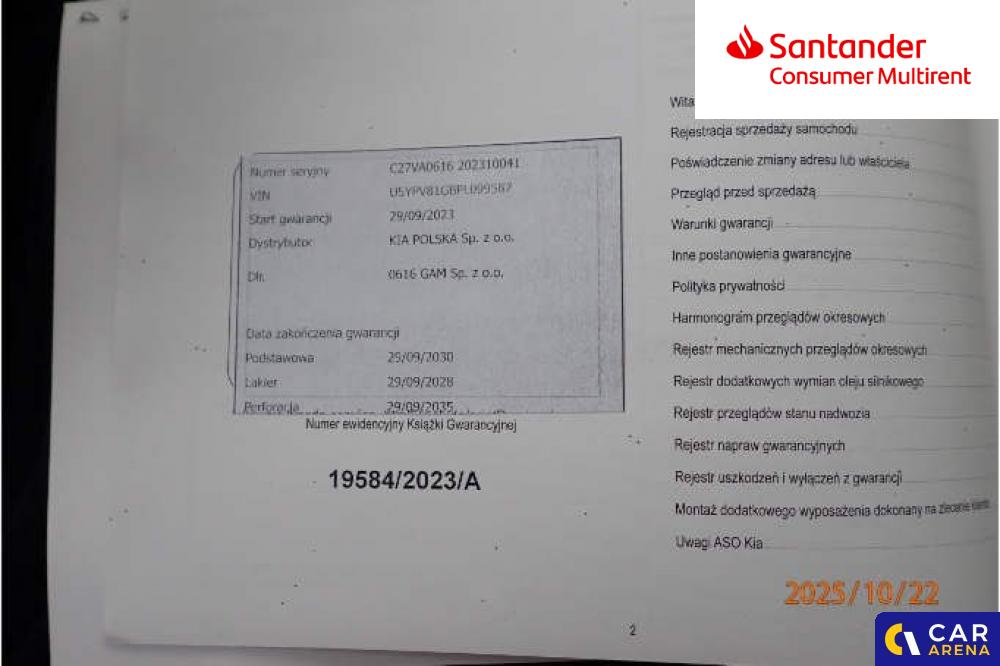 Santander
Consumer Multirent
Numer seryjny C27VA0616 202310041
VIN
Start gwarancji 29/09/2023
Dystrybutor KIA POLSKA Sp. z o.o.
Dlr. 0616 GAM Sp. z o.o.
Data zakończenia gwarancji
Podstawowa 29/09/2030
Lakier 29/09/2028
Perforacja 29/09/2035
Numer ewidencyjny Książki Gwarancyjnej
19584/2023/A
2
Rejestracja sprzedaży samochodu
Poświadczenie zmiany adresu lub właściciela
Przegląd przed sprzedażą
Warunki gwarancji
Inne postanowienia gwarancyjne
Polityka prywatności
Harmonogram przeglądów okresowych
Rejestr mechanicznych przeglądów okresowych
Rejestr dodatkowych wymian oleju silnikowego
Rejestr przeglądów stanu nadwozia
Rejestr napraw gwarancyjnych
Rejestr uszkodzeń i wyłączeń z gwarancji
Montaż dodatkowego wyposażenia dokonany na zlecenie klienta
Uwagi ASO Kia
2025/10/22
CAR
ARENA